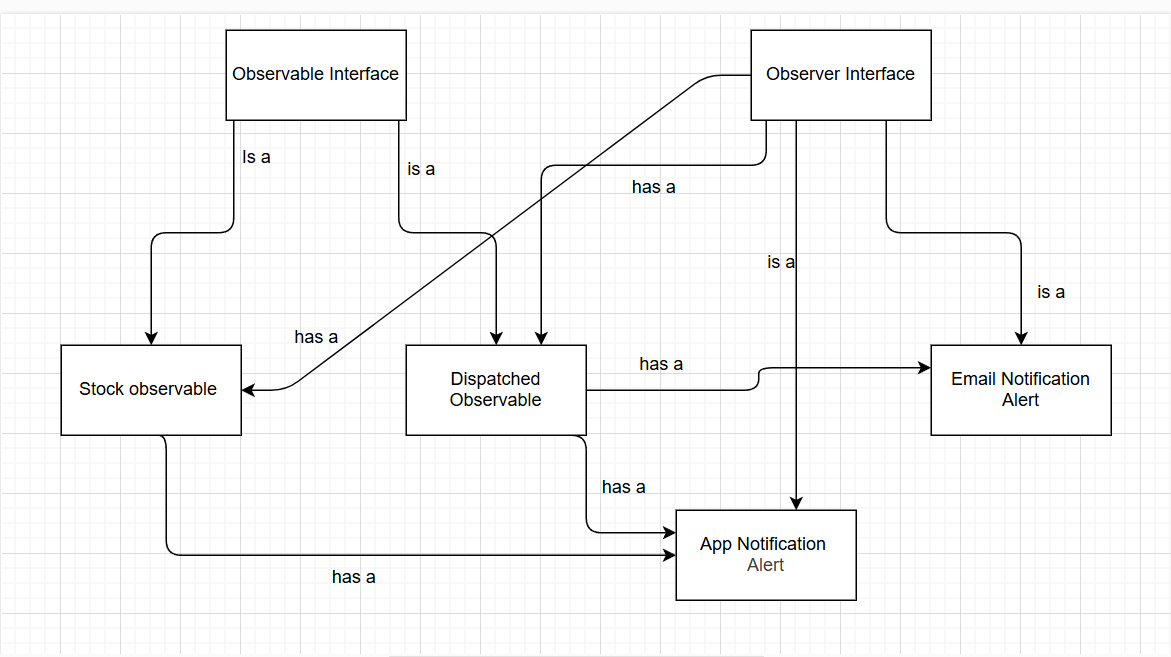 Observable Interface
Observer Interface
Is a
is a
has a
is a
is a
has a
has a
Stock observable
Dispatched
Observable
Email Notification
Alert
has a
App Notification
Alert
has a